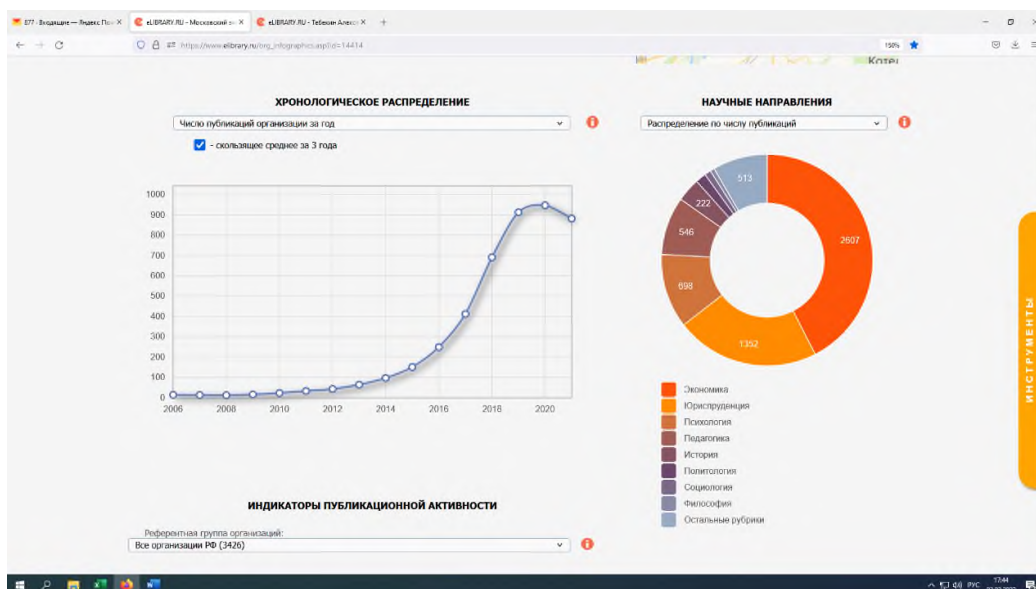 877 · Входящие — Яндекс Поч
eLIBRARY.RU - Московский
eLIBRARY.RU - Тебекин Алекс
https://www.elibrary.ru/org_infographics.asp?id=14414
150%
ХРОНОЛОГИЧЕСКОЕ РАСПРЕДЕЛЕНИЕ
Число публикаций организации за год
- скользящее среднее за 3 года
1000
900
800
700
600
500
400
300
200
100
0
2006 2008 2010 2012 2014 2016 2018 2020
НАУЧНЫЕ НАПРАВЛЕНИЯ
Распределение по числу публикаций
513
222
546
2607
698
1352
Экономика
Юриспруденция
Психология
Педагогика
История
Политология
Социология
Философия
Остальные рубрики
ИНСТРУМЕНТЫ
ИНДИКАТОРЫ ПУБЛИКАЦИОННОЙ АКТИВНОСТИ
Референтная группа организаций:
Все организации РФ (3426)
РУС
17:44